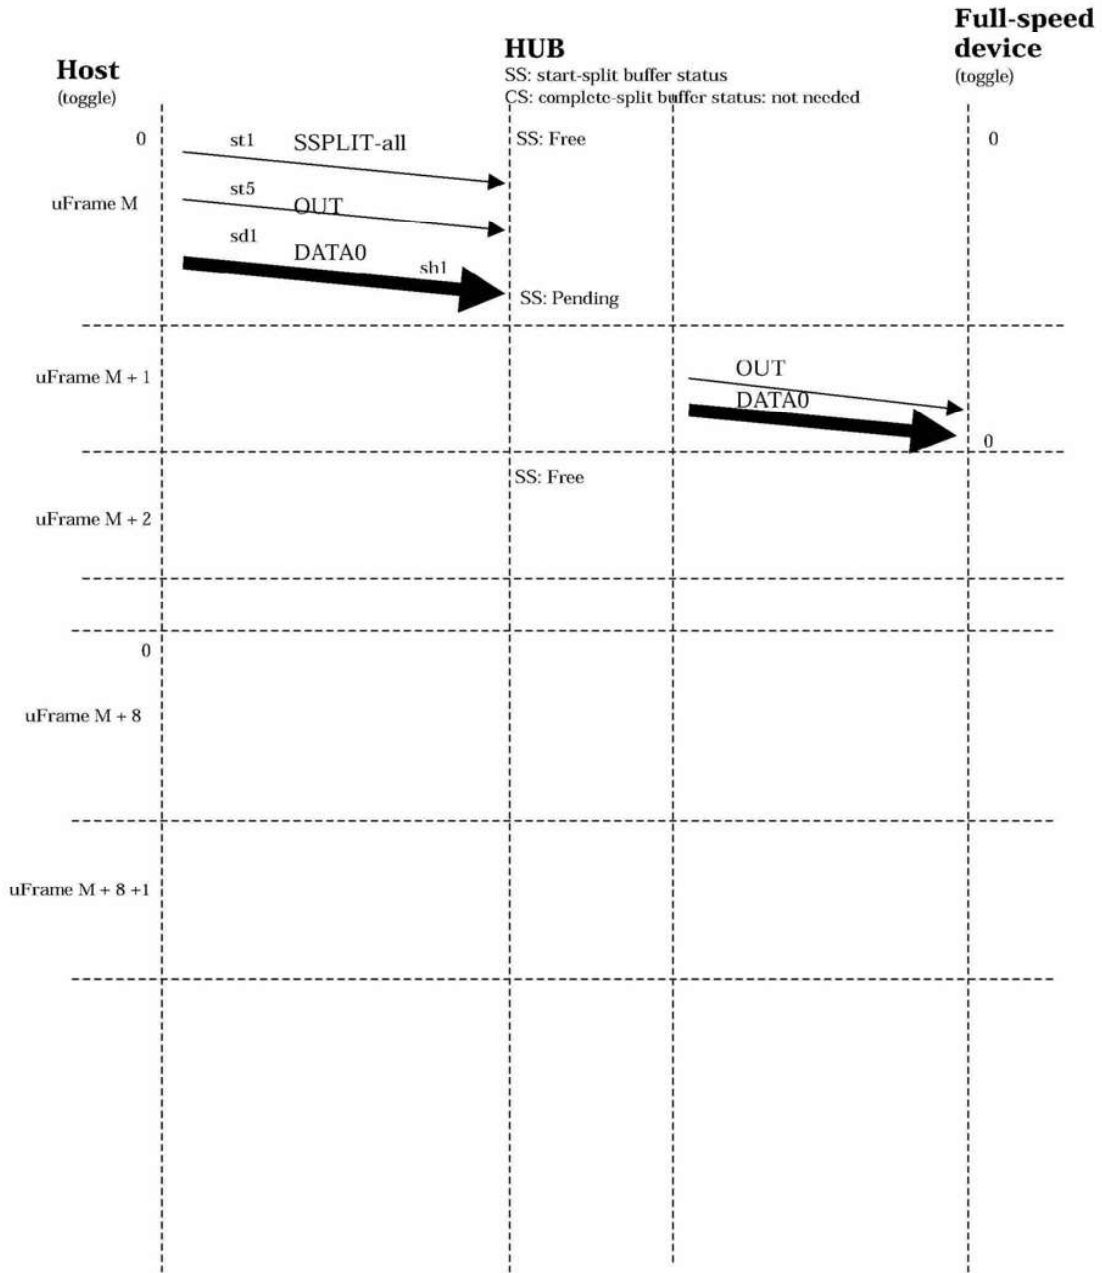 Full-speed
device
(toggle)
HUB
SS: start-split buffer status
CS: complete-split buffer status: not needed
Host
(toggle)
0
st1 SSPLIT-all
SS: Free
0
st5
OUT
uFrame M
sd1
DATA0
sh1
SS: Pending
uFrame M + 1
OUT
DATA0
0
SS: Free
uFrame M + 2
0
uFrame M + 8
uFrame M + 8 +1